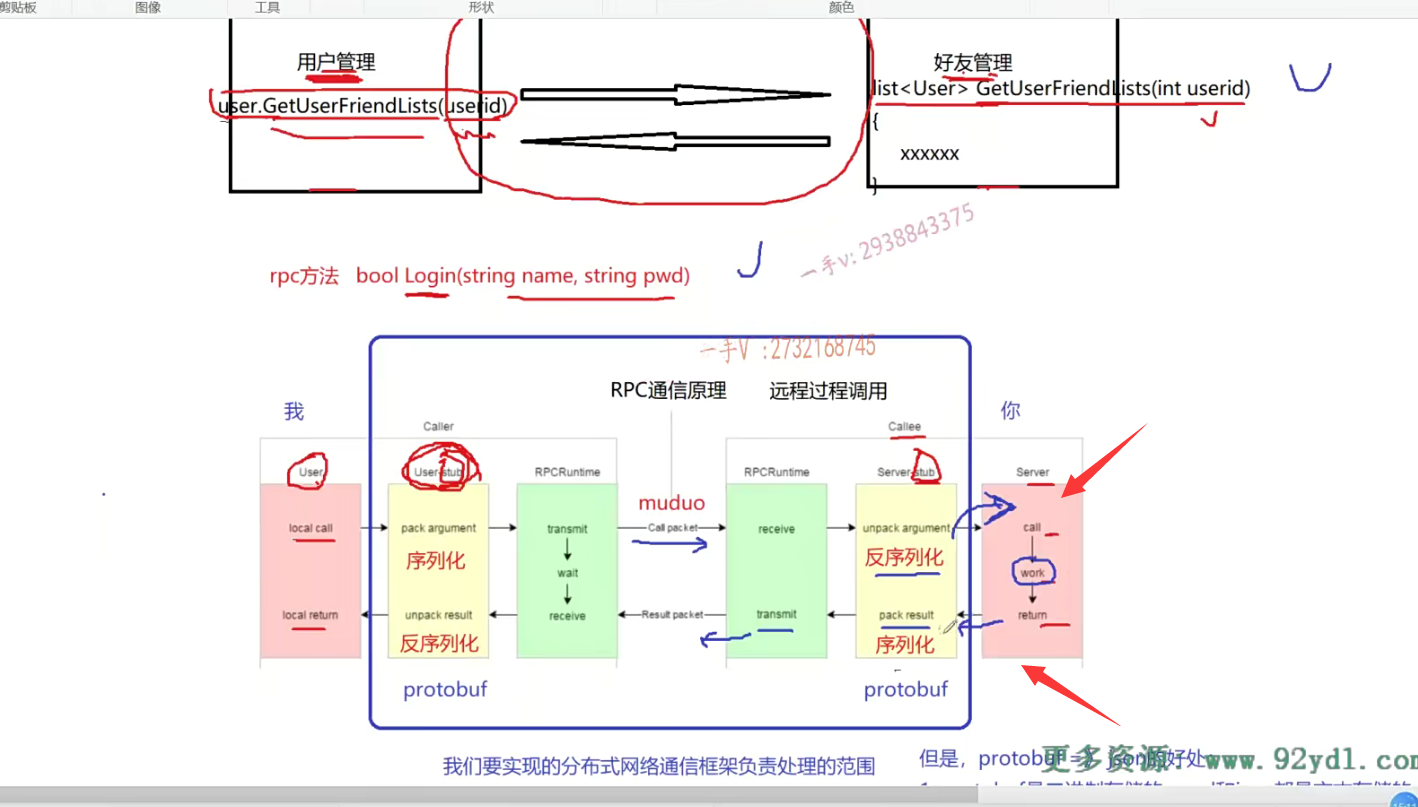 剪贴板 图像 工具 形状 颜色
用户管理 好友管理
user.GetUserFriendLists(userid) list<User> GetUserFriendLists(int userid)
{
xxxxxx
}
一手v:2938843375
rpc方法 bool Login(string name, string pwd)
一手V :2732168745
RPC通信原理 远程过程调用
我 你
Caller Callee
User User-stub RPCRuntime RPCRuntime Server-stub Server
muduo
local call pack argument transmit Call packet receive unpack argument call
序列化 反序列化
wait work
local return unpack result receive Result packet transmit pack result return
反序列化 序列化
protobuf protobuf
我们要实现的分布式网络通信框架负责处理的范围
但是，protobuf json的好处
更多资源: www.92ydl.com